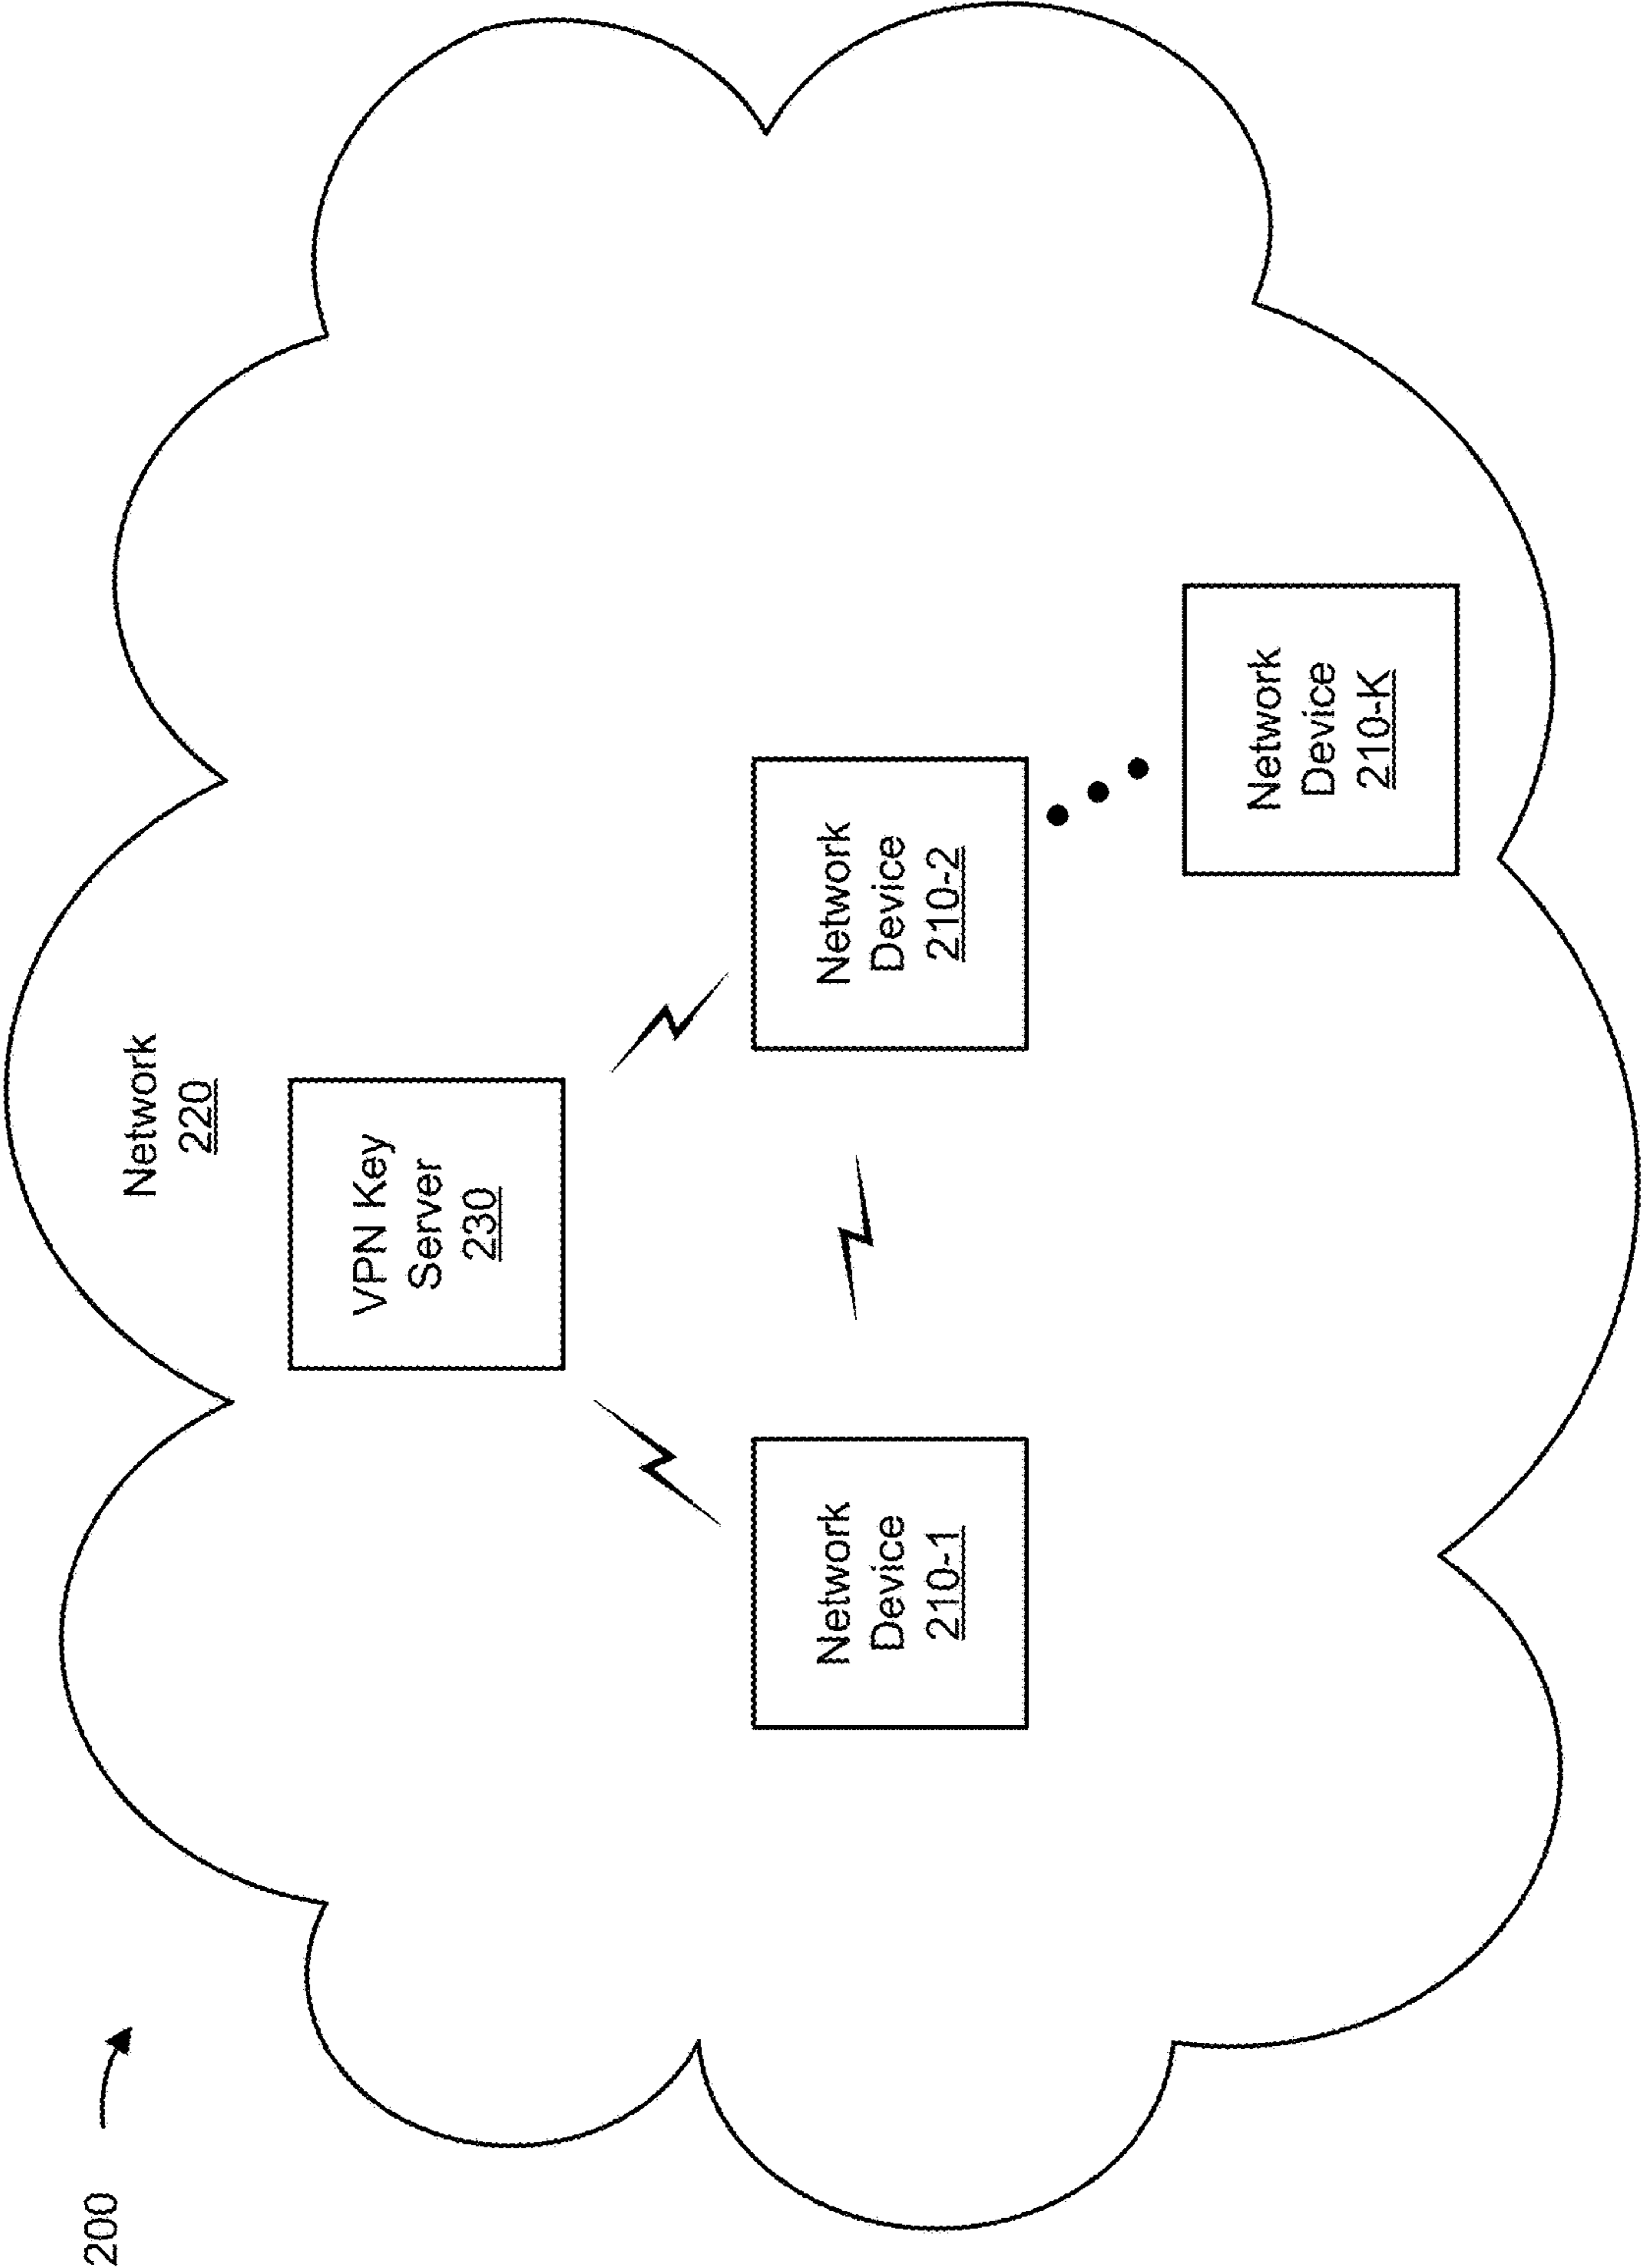 200
Network
220
VPN Key
Server
230
Network
Device
210-1
Network
Device
210-2
Network
Device
210-K